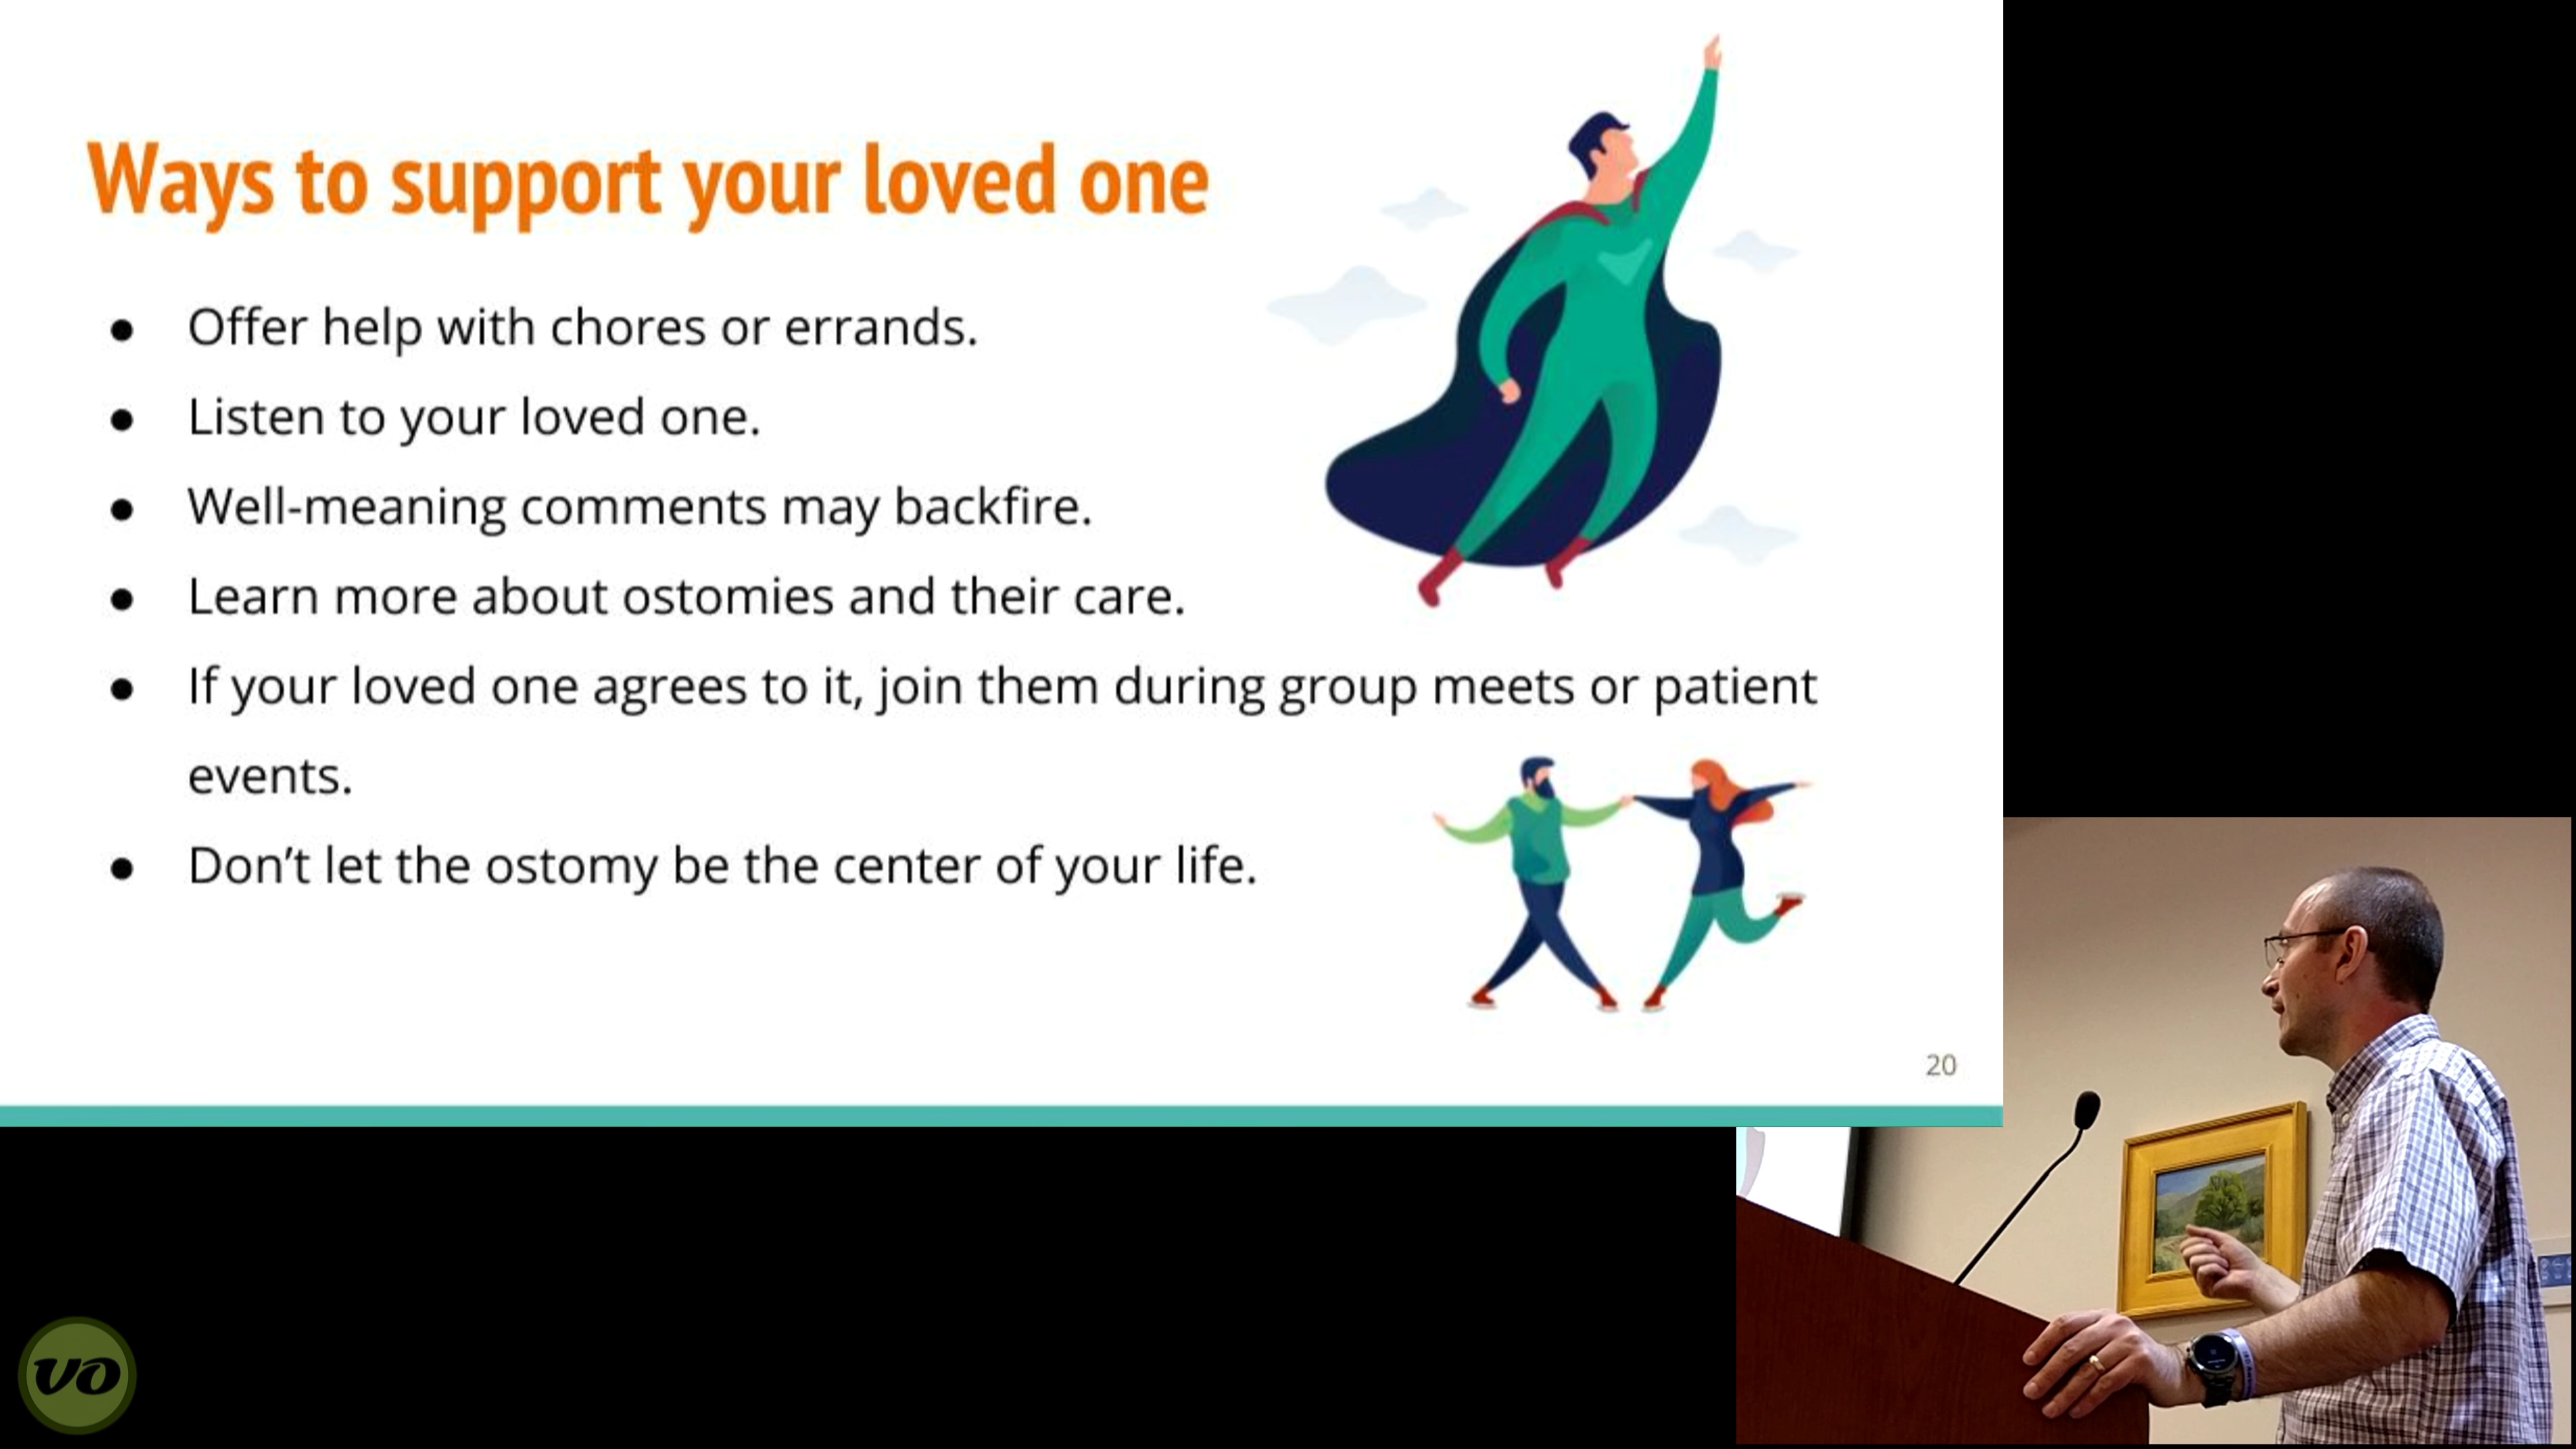 Ways to support your loved one
● Offer help with chores or errands.
● Listen to your loved one.
● Well-meaning comments may backfire.
● Learn more about ostomies and their care.
● If your loved one agrees to it, join them during group meets or patient
events.
● Don’t let the ostomy be the center of your life.
20
vo